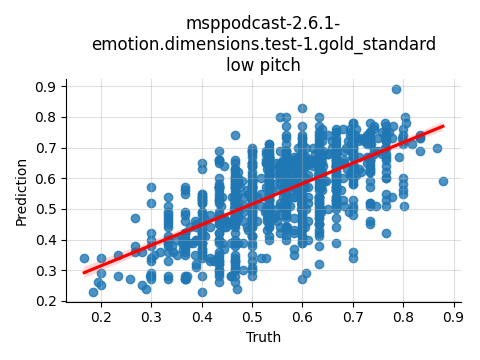 msppodcast-2.6.1-
emotion.dimensions.test-1.gold_standard
low pitch
Prediction
0.9
0.8
0.7
0.6
0.5
0.4
0.3
0.2
0.2 0.3 0.4 0.5 0.6 0.7 0.8 0.9
Truth